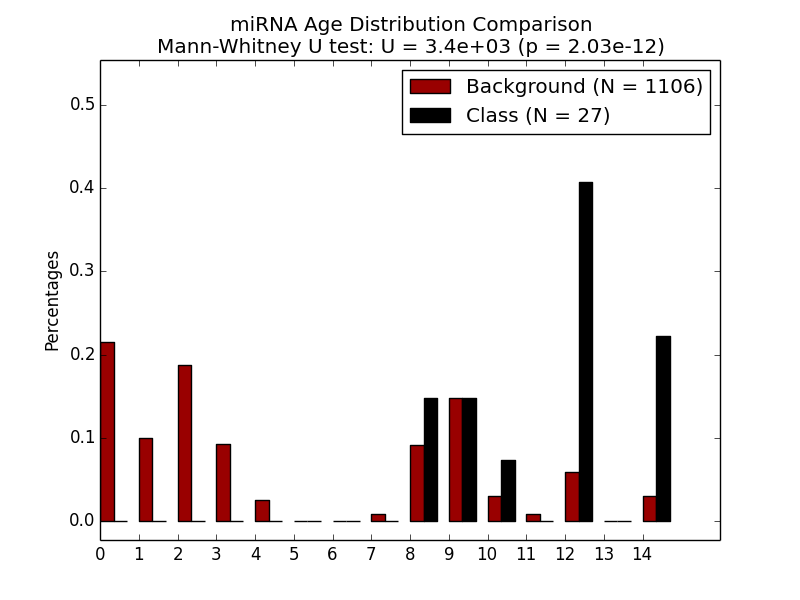 miRNA Age Distribution Comparison
Mann-Whitney U test: U = 3.4e+03 (p = 2.03e-12)
Background (N = 1106)
Class (N = 27)
Percentages
0.5
0.4
0.3
0.2
0.1
0.0
0 1 2 3 4 5 6 7 8 9 10 11 12 13 14